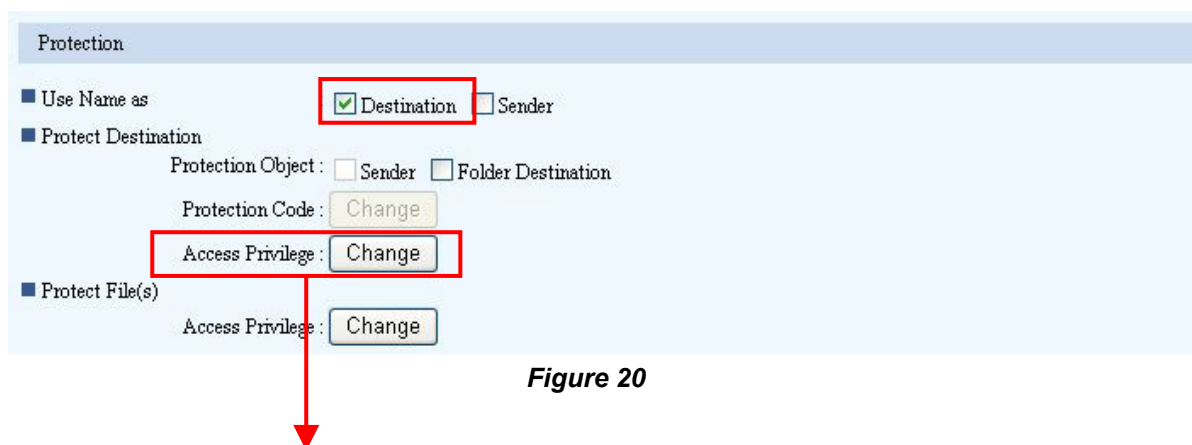 Protection
Use Name as Destination Sender
Protect Destination
Protection Object : Sender Folder Destination
Protection Code : Change
Access Privilege : Change
Protect File(s)
Access Privilege : Change
Figure 20